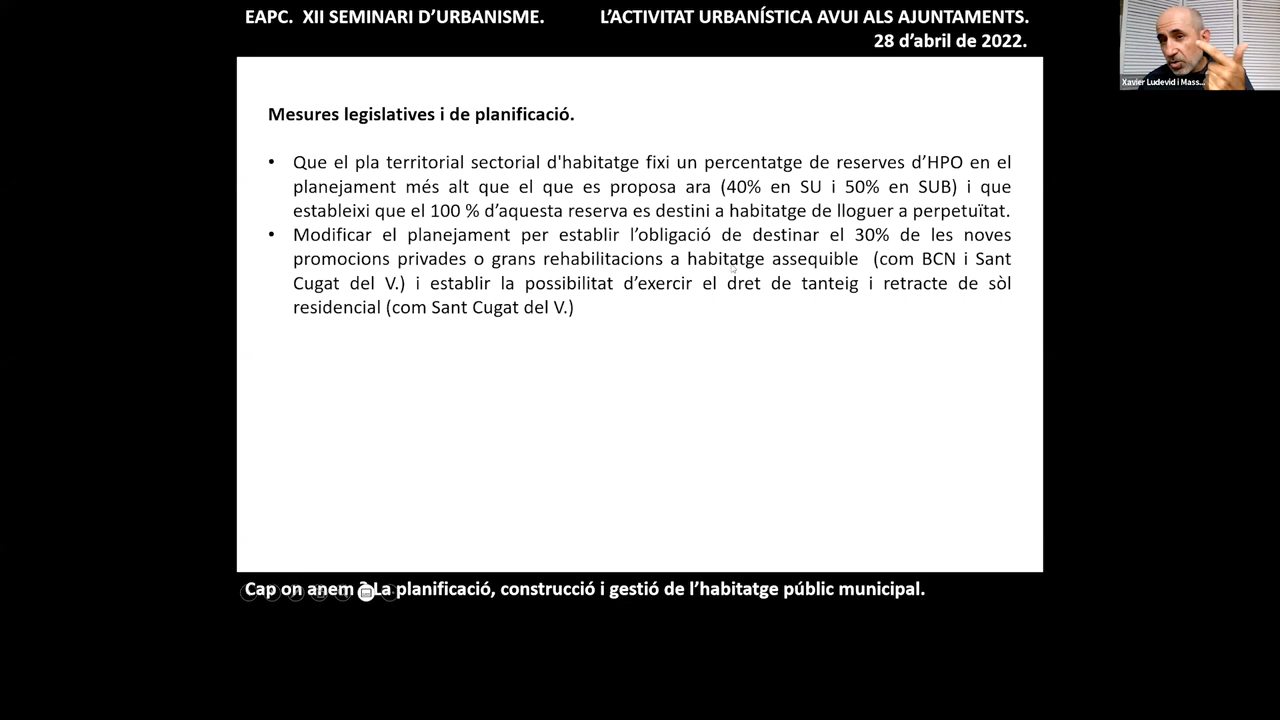 EAPC. XII SEMINARI D’URBANISME. L’ACTIVITAT URBANÍSTICA AVUI ALS AJUNTAMENTS.
28 d’abril de 2022.
Xavier Ludevid i Mass...
Mesures legislatives i de planificació.
• Que el pla territorial sectorial d'habitatge fixi un percentatge de reserves d’HPO en el
planejament més alt que el que es proposa ara (40% en SU i 50% en SUB) i que
estableixi que el 100 % d’aquesta reserva es destini a habitatge de lloguer a perpetuïtat.
• Modificar el planejament per establir l’obligació de destinar el 30% de les noves
promocions privades o grans rehabilitacions a habitatge assequible (com BCN i Sant
Cugat del V.) i establir la possibilitat d’exercir el dret de tanteig i retracte de sòl
residencial (com Sant Cugat del V.)
Cap on anem ? La planificació, construcció i gestió de l’habitatge públic municipal.